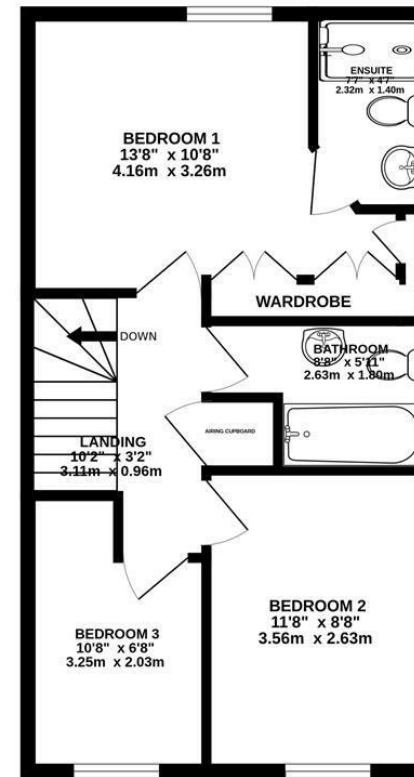 ENSUITE
7'7" x 4'7"
2.32m x 1.40m
BEDROOM 1
13'8" x 10'8"
4.16m x 3.26m
WARDROBE
DOWN
BATHROOM
8'8" x 5'11"
2.63m x 1.80m
AIRING CUPBOARD
LANDING
10'2" x 3'2"
3.11m x 0.96m
BEDROOM 2
11'8" x 8'8"
3.56m x 2.63m
BEDROOM 3
10'8" x 6'8"
3.25m x 2.03m